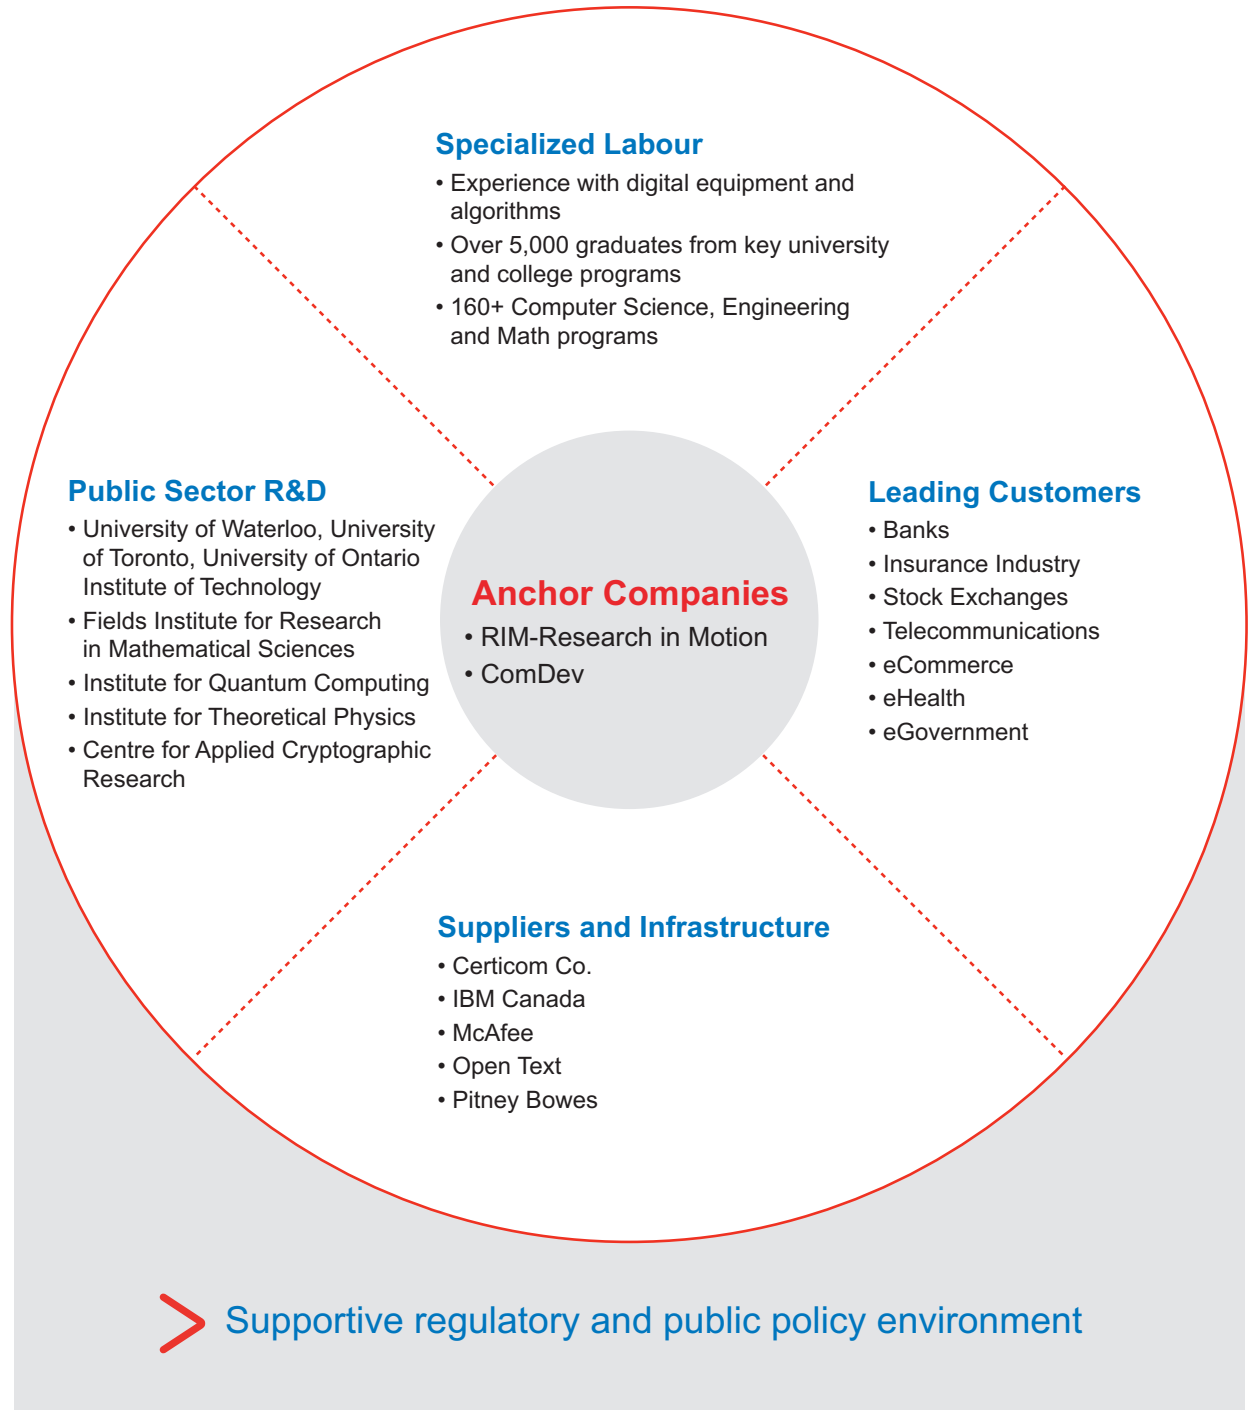 Specialized Labour
• Experience with digital equipment and
algorithms
• Over 5,000 graduates from key university
and college programs
• 160+ Computer Science, Engineering
and Math programs
Public Sector R&D
• University of Waterloo, University
of Toronto, University of Ontario
Institute of Technology
• Fields Institute for Research
in Mathematical Sciences
• Institute for Quantum Computing
• Institute for Theoretical Physics
• Centre for Applied Cryptographic
Research
Anchor Companies
• RIM-Research in Motion
• ComDev
Leading Customers
• Banks
• Insurance Industry
• Stock Exchanges
• Telecommunications
• eCommerce
• eHealth
• eGovernment
Suppliers and Infrastructure
• Certicom Co.
• IBM Canada
• McAfee
• Open Text
• Pitney Bowes
Supportive regulatory and public policy environment